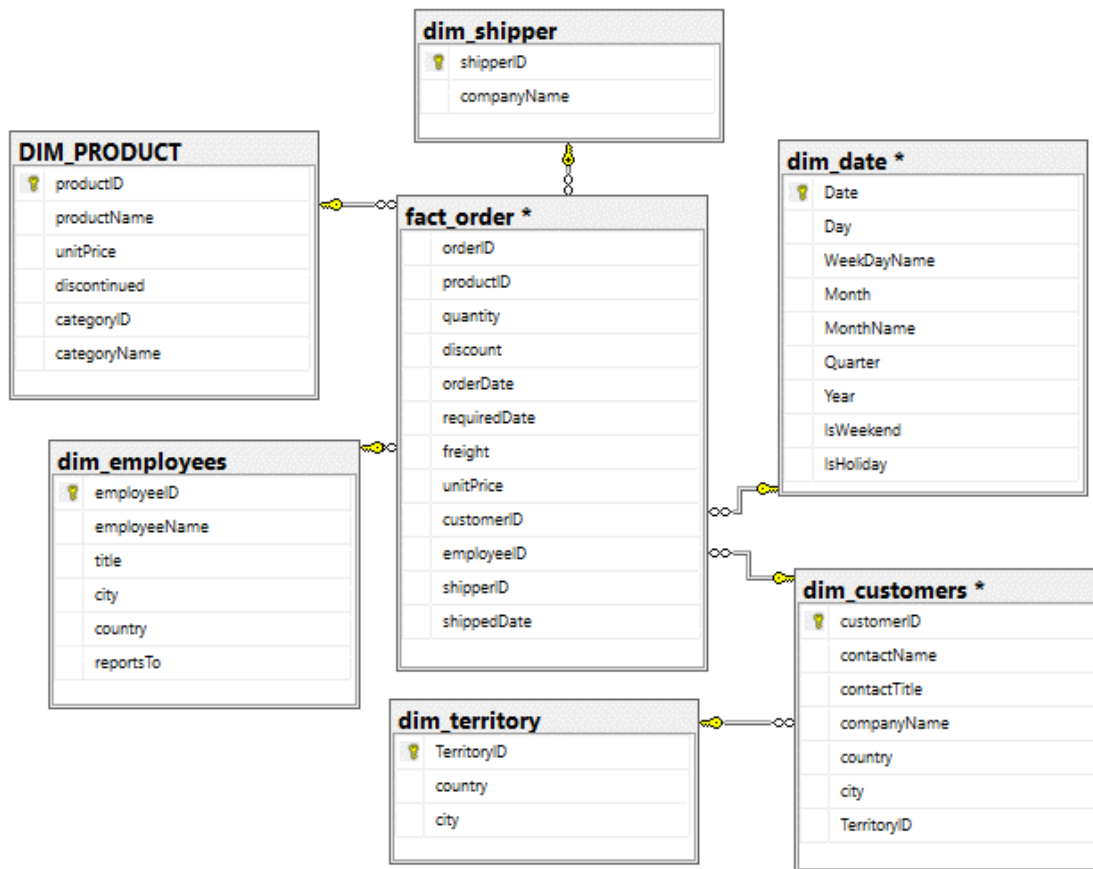 dim_shipper
shipperID
companyName
DIM_PRODUCT
productID
productName
unitPrice
discontinued
categoryID
categoryName
fact_order *
orderID
productID
quantity
discount
orderDate
requiredDate
freight
unitPrice
customerID
employeeID
shipperID
shippedDate
dim_date *
Date
Day
WeekDayName
Month
MonthName
Quarter
Year
IsWeekend
IsHoliday
dim_employees
employeeID
employeeName
title
city
country
reportsTo
dim_customers *
customerID
contactName
contactTitle
companyName
country
city
TerritoryID
dim_territory
TerritoryID
country
city